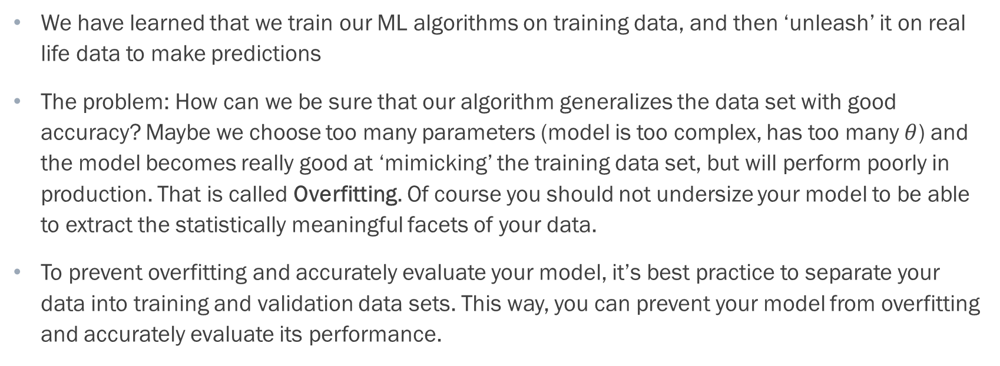 • We have learned that we train our ML algorithms on training data, and then ‘unleash’ it on real
life data to make predictions
• The problem: How can we be sure that our algorithm generalizes the data set with good
accuracy? Maybe we choose too many parameters (model is too complex, has too many θ) and
the model becomes really good at ‘mimicking’ the training data set, but will perform poorly in
production. That is called Overfitting. Of course you should not undersize your model to be able
to extract the statistically meaningful facets of your data.
• To prevent overfitting and accurately evaluate your model, it’s best practice to separate your
data into training and validation data sets. This way, you can prevent your model from overfitting
and accurately evaluate its performance.